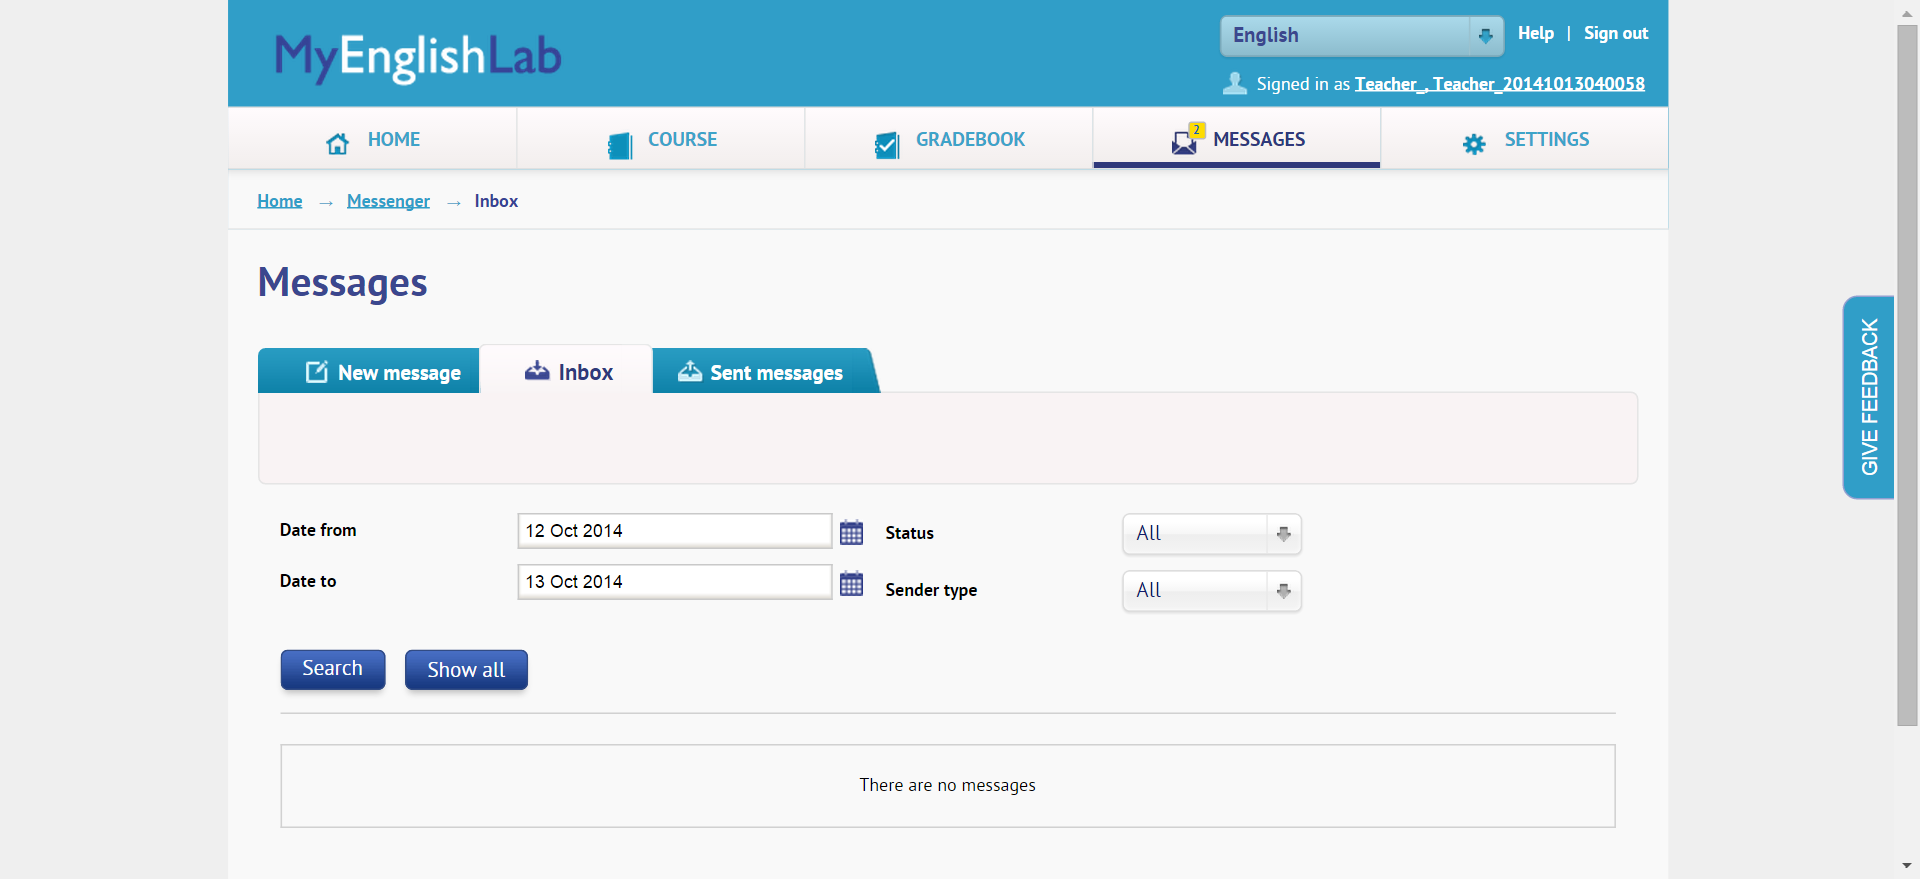 MyEnglishLab
English
Help | Sign out
Signed in as Teacher_, Teacher_20141013040058
HOME
COURSE
GRADEBOOK
2
MESSAGES
SETTINGS
Home → Messenger → Inbox
Messages
New message
Inbox
Sent messages
GIVE FEEDBACK
Date from
12 Oct 2014
Status
All
Date to
13 Oct 2014
Sender type
All
Search
Show all
There are no messages